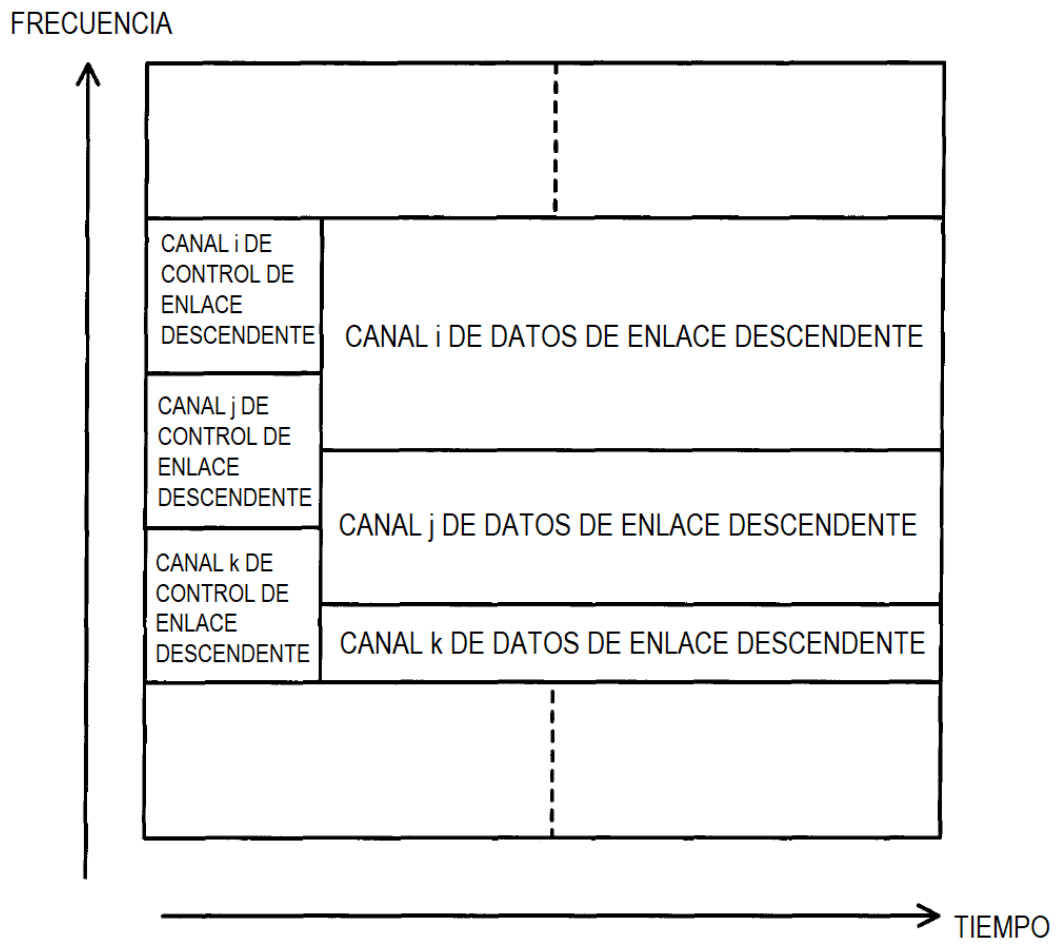 FRECUENCIA
CANAL i DE
CONTROL DE
ENLACE
DESCENDENTE
CANAL i DE DATOS DE ENLACE DESCENDENTE
CANAL j DE
CONTROL DE
ENLACE
DESCENDENTE
CANAL j DE DATOS DE ENLACE DESCENDENTE
CANAL k DE
CONTROL DE
ENLACE
DESCENDENTE
CANAL k DE DATOS DE ENLACE DESCENDENTE
TIEMPO